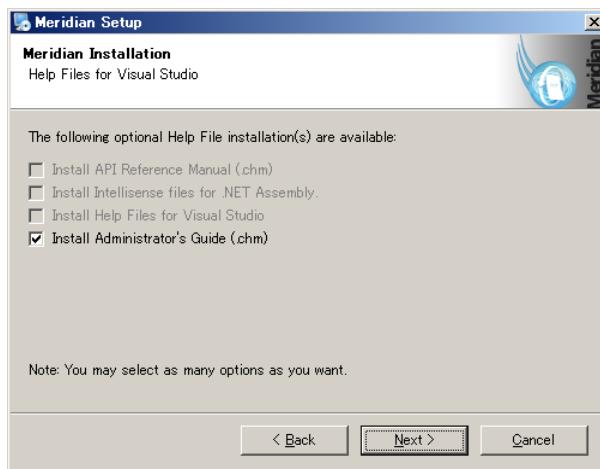 Meridian Setup
Meridian Installation
Help Files for Visual Studio
Meridian
The following optional Help File installation(s) are available:
Install API Reference Manual (.chm)
Install Intellisense files for .NET Assembly.
Install Help Files for Visual Studio
Install Administrator's Guide (.chm)
Note: You may select as many options as you want.
< Back
Next >
Cancel